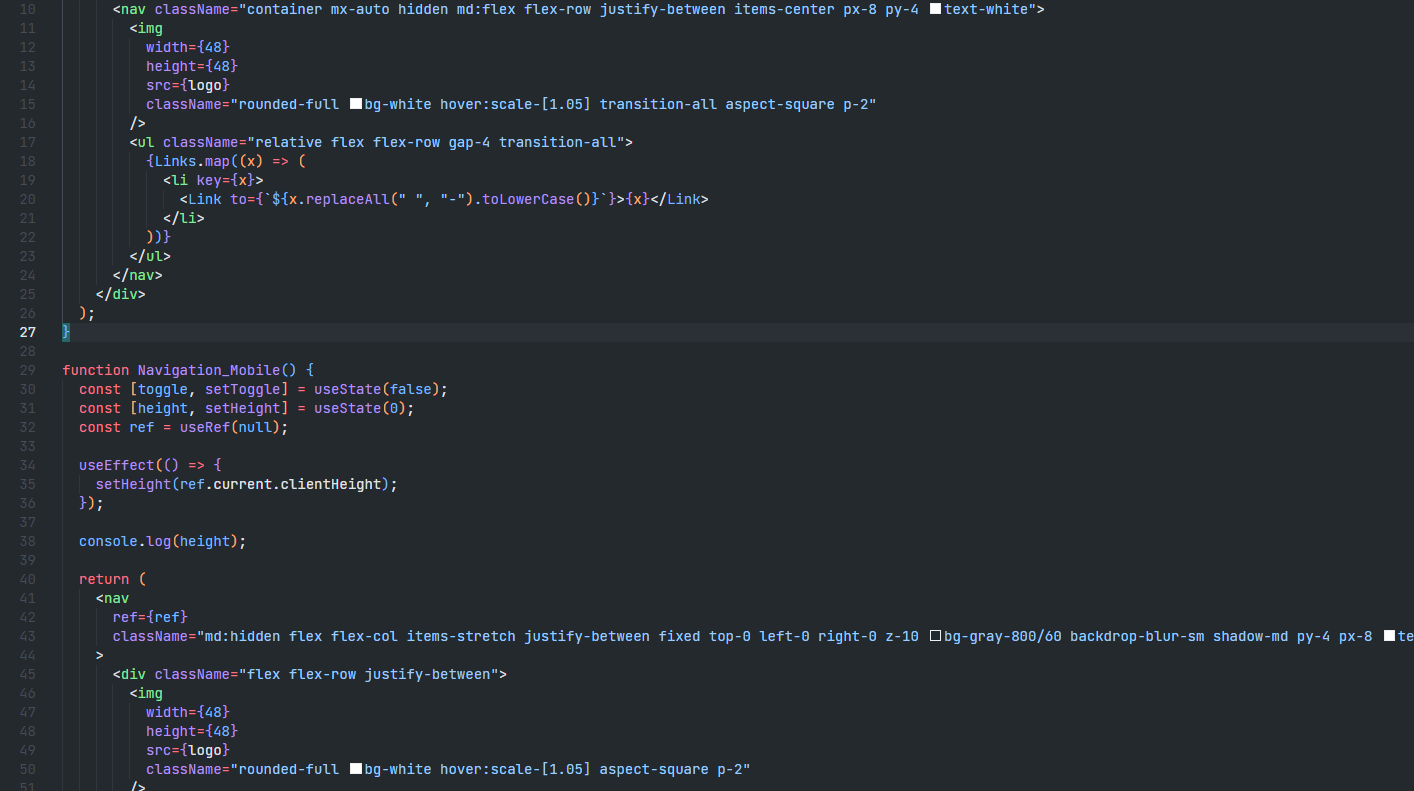 10 <nav className="container mx-auto hidden md:flex flex-row justify-between items-center px-8 py-4 text-white">
11 <img
12 width={48}
13 height={48}
14 src={logo}
15 className="rounded-full bg-white hover:scale-[1.05] transition-all aspect-square p-2"
16 />
17 <ul className="relative flex flex-row gap-4 transition-all">
18 {Links.map((x) => (
19 <li key={x}>
20 <Link to={`${x.replaceAll(" ", "-").toLowerCase()}`}>{x}</Link>
21 </li>
22 ))}
23 </ul>
24 </nav>
25 </div>
26 );
27 }
28
29 function Navigation_Mobile() {
30 const [toggle, setToggle] = useState(false);
31 const [height, setHeight] = useState(0);
32 const ref = useRef(null);
33
34 useEffect(() => {
35 setHeight(ref.current.clientHeight);
36 });
37
38 console.log(height);
39
40 return (
41 <nav
42 ref={ref}
43 className="md:hidden flex flex-col items-stretch justify-between fixed top-0 left-0 right-0 z-10 bg-gray-800/60 backdrop-blur-sm shadow-md py-4 px-8 te
44 >
45 <div className="flex flex-row justify-between">
46 <img
47 width={48}
48 height={48}
49 src={logo}
50 className="rounded-full bg-white hover:scale-[1.05] aspect-square p-2"
51 />